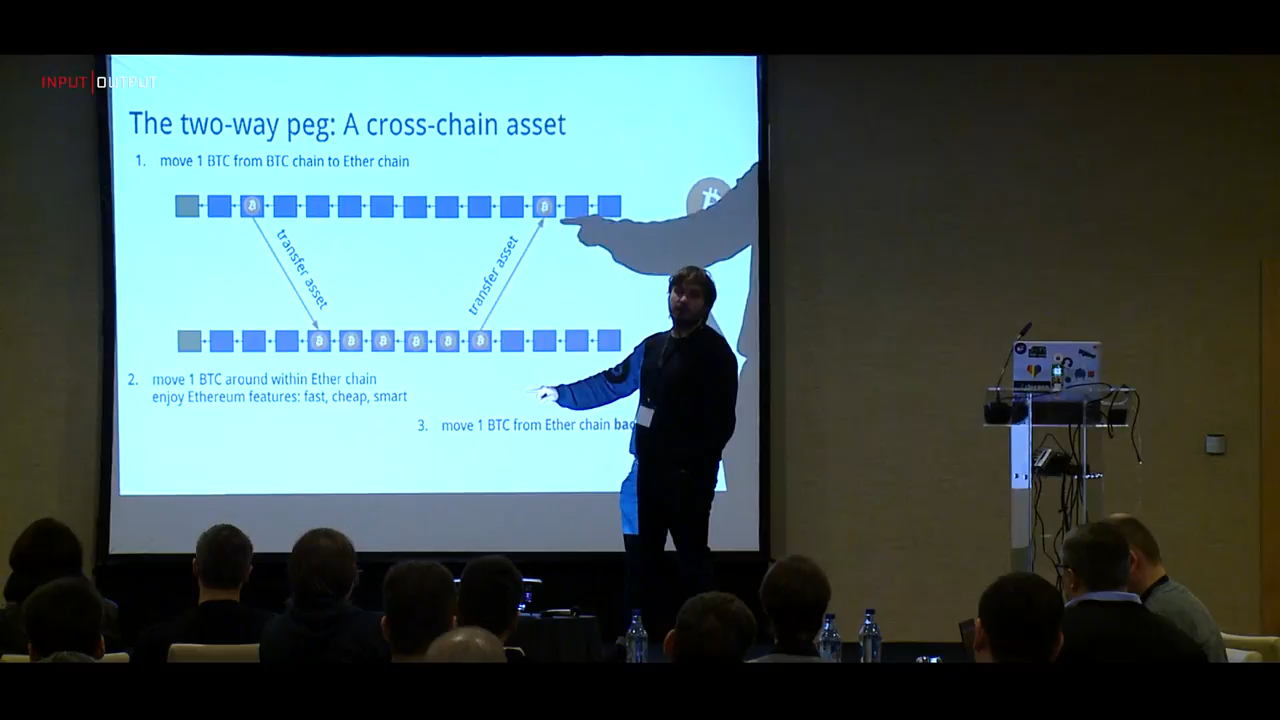 INPUT|OUTPUT
The two-way peg: A cross-chain asset
1. move 1 BTC from BTC chain to Ether chain
transfer asset
transfer asset
2. move 1 BTC around within Ether chain
enjoy Ethereum features: fast, cheap, smart
3. move 1 BTC from Ether chain